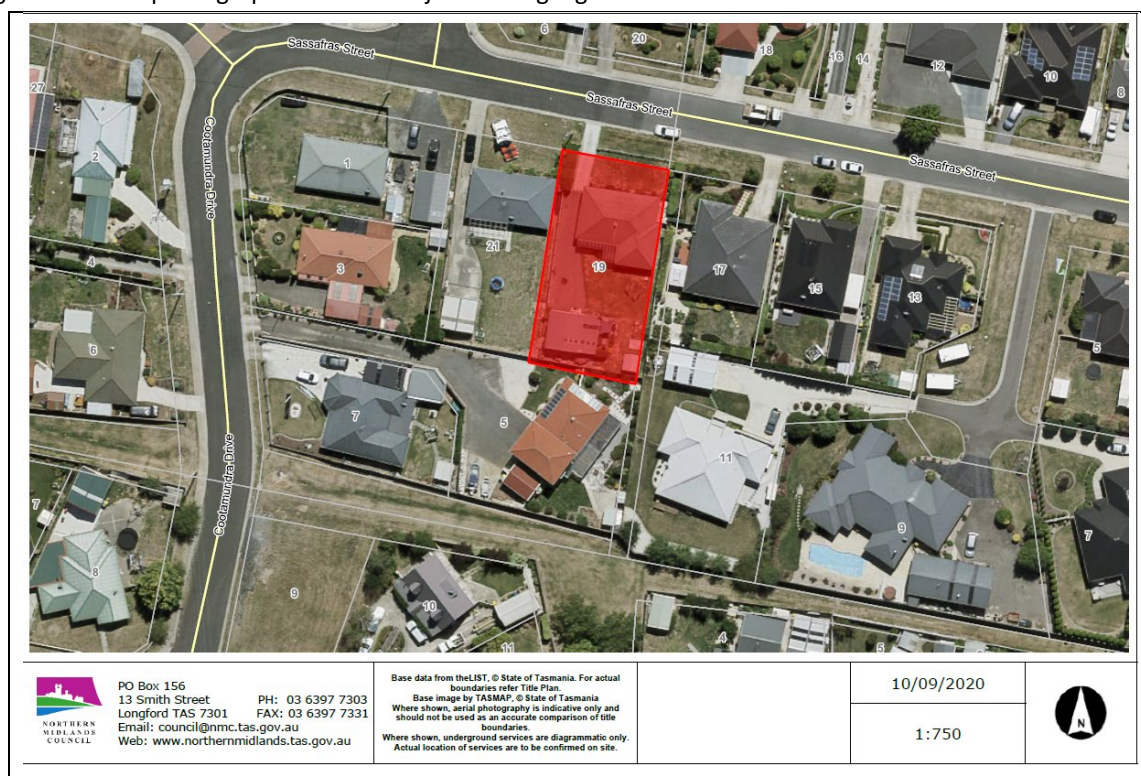 Sassafras Street
6
20
18
16
14
12
10
8
27
2
Cootamundra Drive
1
Sassafras Street
Sassafras Street
21
19
17
15
13
3
4
6
5
7
5
11
9
7
Cootamundra Drive
7
8
9
10
11
4
5
NORTHERN
MIDLANDS
COUNCIL
PO Box 156
13 Smith Street PH: 03 6397 7303
Longford TAS 7301 FAX: 03 6397 7331
Email: council@nmc.tas.gov.au
Web: www.northernmidlands.tas.gov.au
Base data from theLIST, © State of Tasmania. For actual
boundaries refer Title Plan.
Base image by TASMAP, © State of Tasmania
Where shown, aerial photography is indicative only and
should not be used as an accurate comparison of title
boundaries.
Where shown, underground services are diagrammatic only.
Actual location of services are to be confirmed on site.
10/09/2020
1:750
N